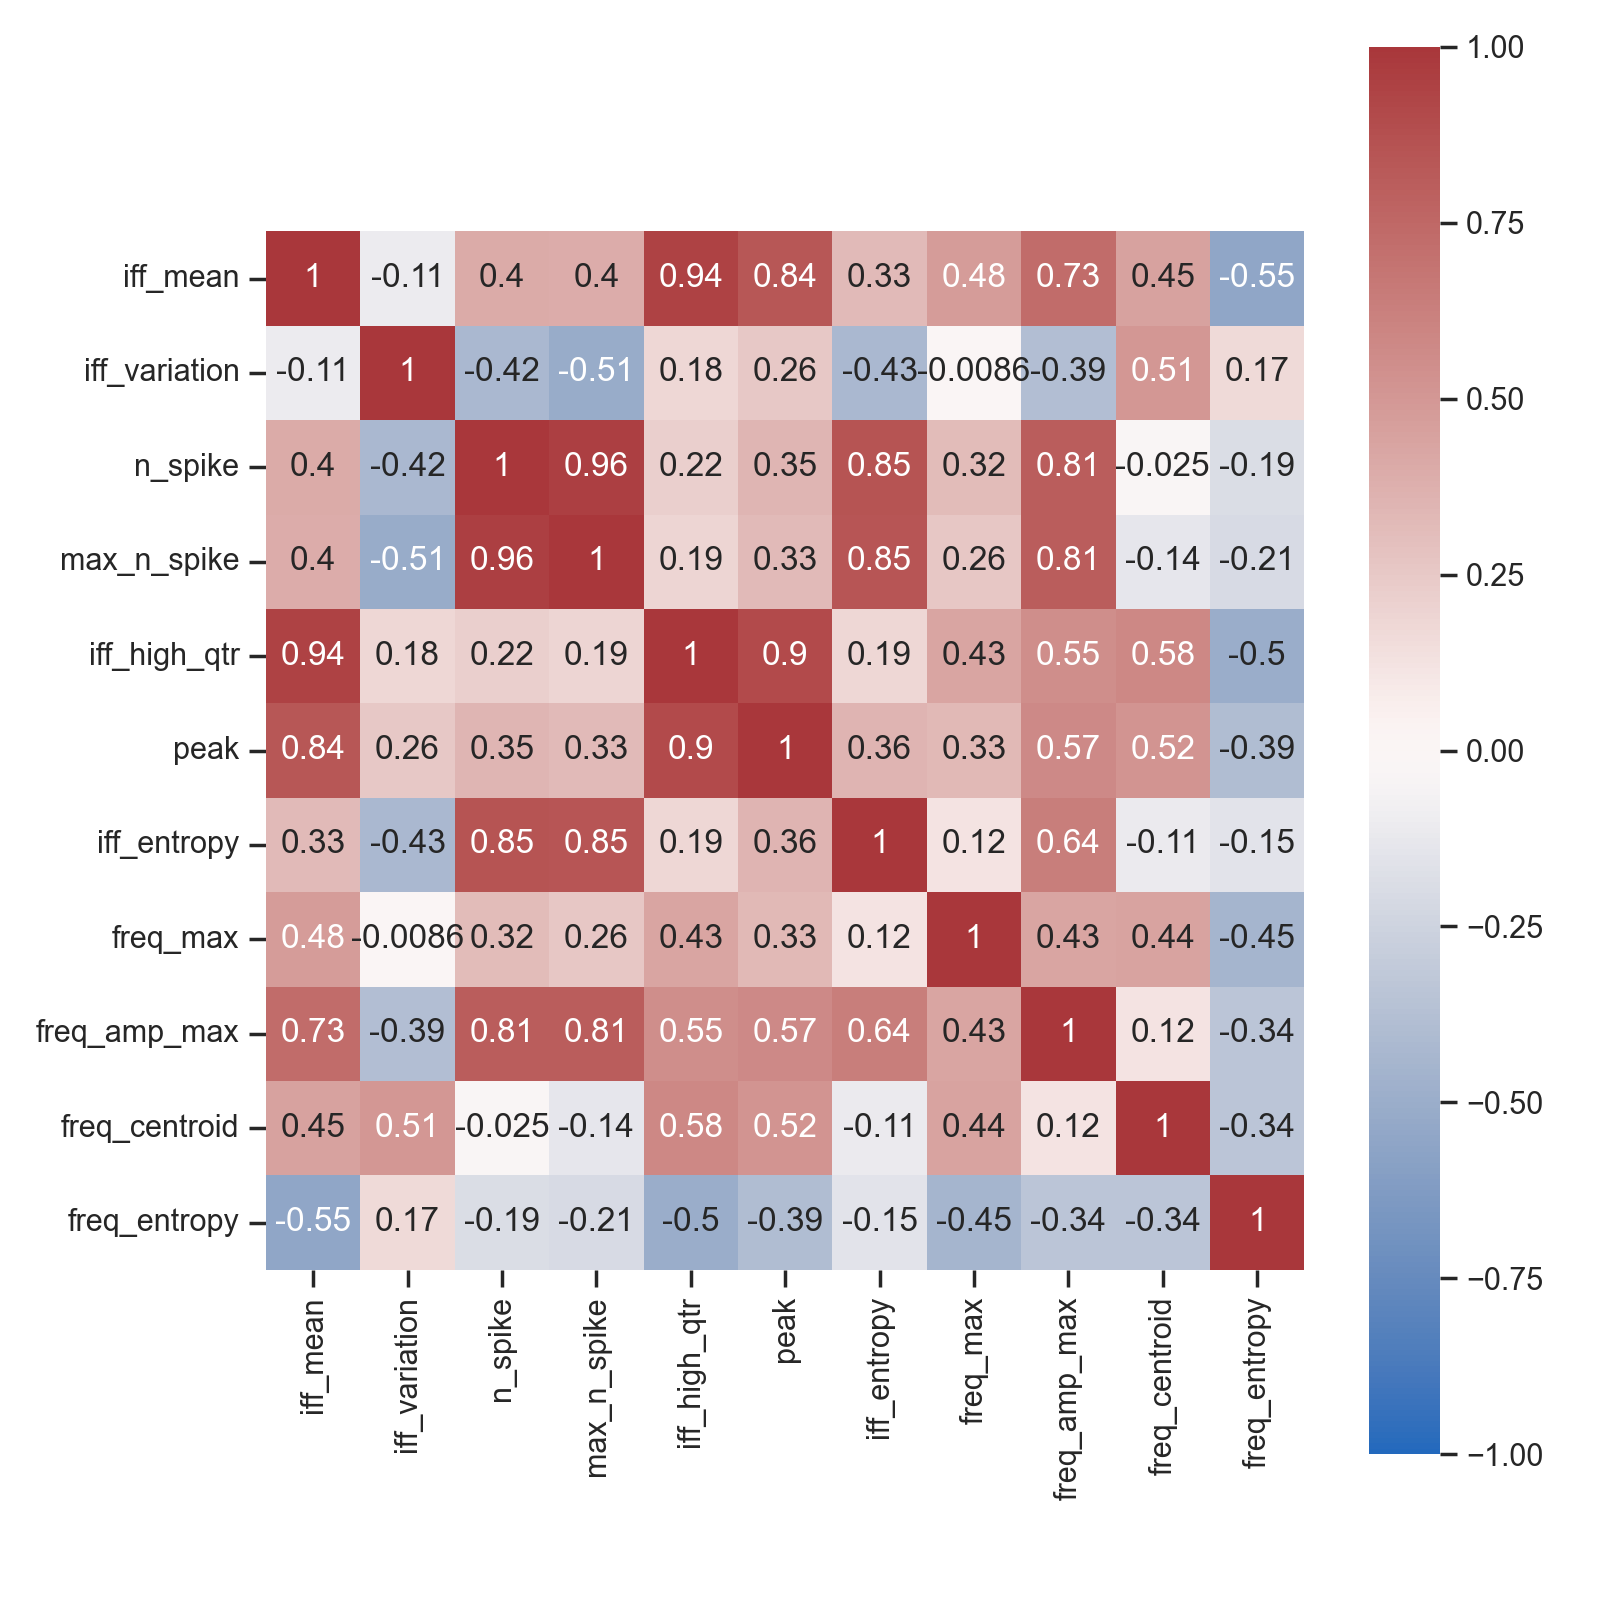 1.00
0.75
0.50
0.25
0.00
−0.25
−0.50
−0.75
−1.00
iff_mean 1 -0.11 0.4 0.4 0.94 0.84 0.33 0.48 0.73 0.45 -0.55
iff_variation -0.11 1 -0.42 -0.51 0.18 0.26 -0.43 -0.0086 -0.39 0.51 0.17
n_spike 0.4 -0.42 1 0.96 0.22 0.35 0.85 0.32 0.81 -0.025 -0.19
max_n_spike 0.4 -0.51 0.96 1 0.19 0.33 0.85 0.26 0.81 -0.14 -0.21
iff_high_qtr 0.94 0.18 0.22 0.19 1 0.9 0.19 0.43 0.55 0.58 -0.5
peak 0.84 0.26 0.35 0.33 0.9 1 0.36 0.33 0.57 0.52 -0.39
iff_entropy 0.33 -0.43 0.85 0.85 0.19 0.36 1 0.12 0.64 -0.11 -0.15
freq_max 0.48 -0.0086 0.32 0.26 0.43 0.33 0.12 1 0.43 0.44 -0.45
freq_amp_max 0.73 -0.39 0.81 0.81 0.55 0.57 0.64 0.43 1 0.12 -0.34
freq_centroid 0.45 0.51 -0.025 -0.14 0.58 0.52 -0.11 0.44 0.12 1 -0.34
freq_entropy -0.55 0.17 -0.19 -0.21 -0.5 -0.39 -0.15 -0.45 -0.34 -0.34 1
iff_mean
iff_variation
n_spike
max_n_spike
iff_high_qtr
peak
iff_entropy
freq_max
freq_amp_max
freq_centroid
freq_entropy